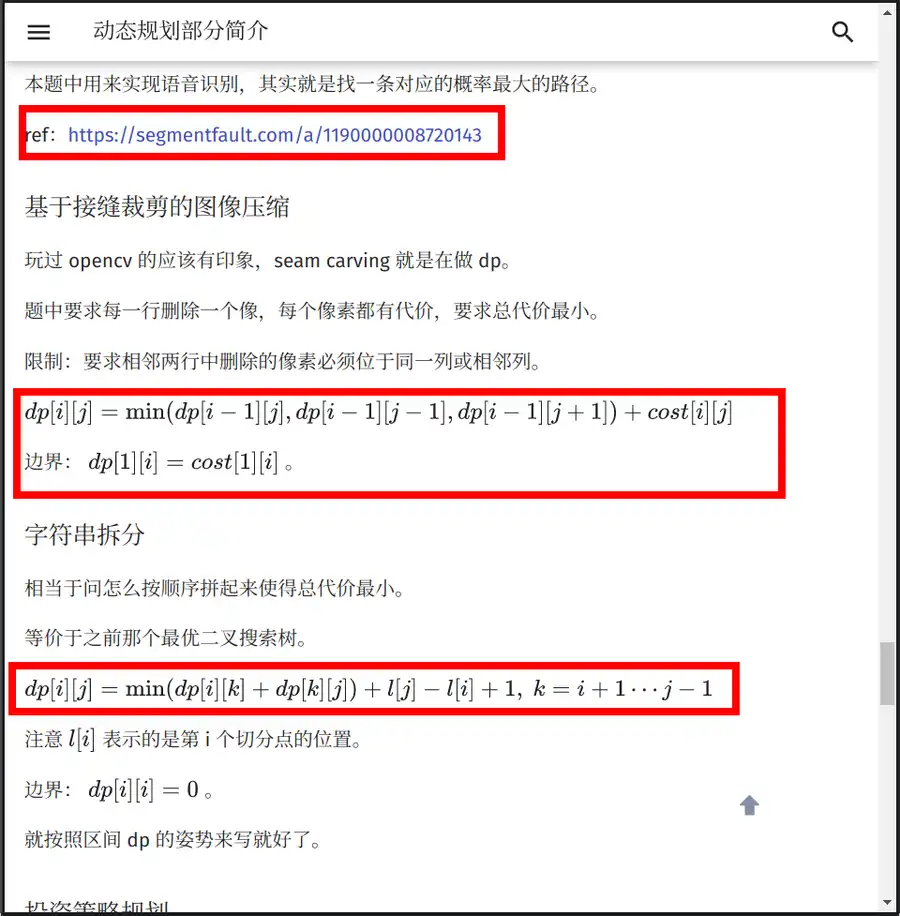 动态规划部分简介
本题中用来实现语音识别，其实就是找一条对应的概率最大的路径。
ref：https://segmentfault.com/a/1190000008720143
基于接缝裁剪的图像压缩
玩过 opencv 的应该有印象，seam carving 就是在做 dp。
题中要求每一行删除一个像，每个像素都有代价，要求总代价最小。
限制：要求相邻两行中删除的像素必须位于同一列或相邻列。
dp[i][j] = min(dp[i − 1][j], dp[i − 1][j − 1], dp[i − 1][j + 1]) + cost[i][j]
边界： dp[1][i] = cost[1][i] 。
字符串拆分
相当于问怎么按顺序拼起来使得总代价最小。
等价于之前那个最优二叉搜索树。
dp[i][j] = min(dp[i][k] + dp[k][j]) + l[j] − l[i] + 1, k = i + 1 ⋯ j − 1
注意 l[i] 表示的是第 i 个切分点的位置。
边界： dp[i][i] = 0 。
就按照区间 dp 的姿势来写就好了。
投资策略规划